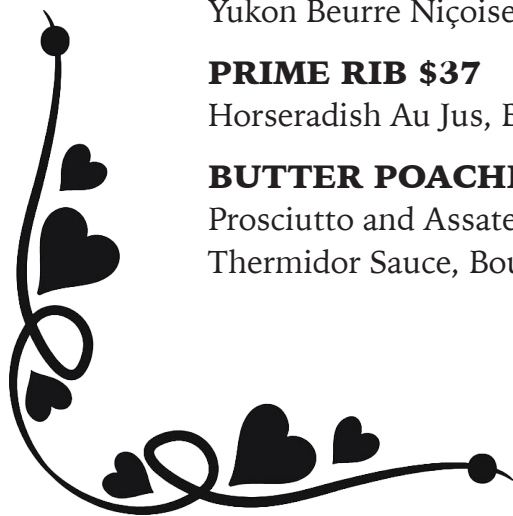 Yukon Beurre Niçoise
PRIME RIB $37
Horseradish Au Jus,
BUTTER
Prosciutto and
Thermidor Sauce,